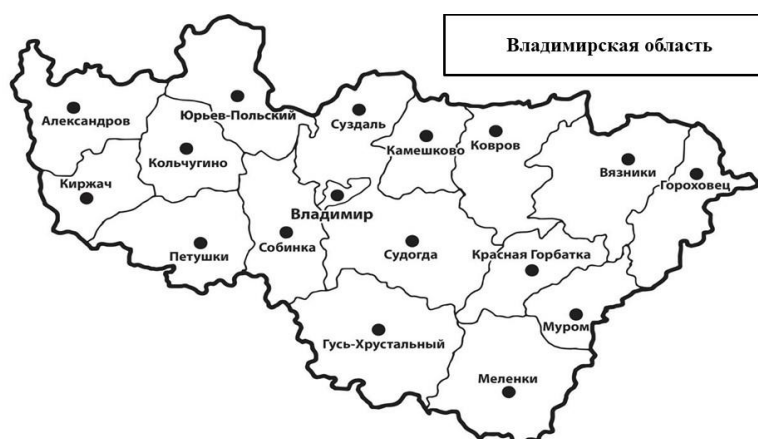 Владимирская область
Александров
Юрьев-Польский
Суздаль
Камешково
Ковров
Кольчугино
Вязники
Гороховец
Киржач
Владимир
Петушки
Собинка
Судогда
Красная Горбатка
Гусь-Хрустальный
Муром
Меленки